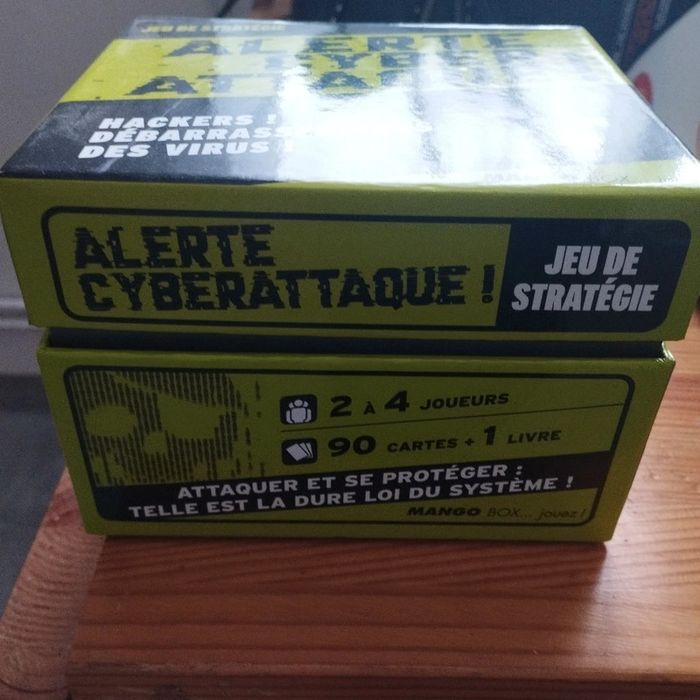 JEU DE STRATÉGIE
ALERTE
HACKERS !
DES VIRUS !
ALERTE
CYBERATTAQUE !
JEU DE
STRATÉGIE
2 À 4 JOUEURS
90 CARTES + 1 LIVRE
ATTAQUER ET SE PROTÉGER :
TELLE EST LA DURE LOI DU SYSTÈME !
MANGO BOX... jouez !